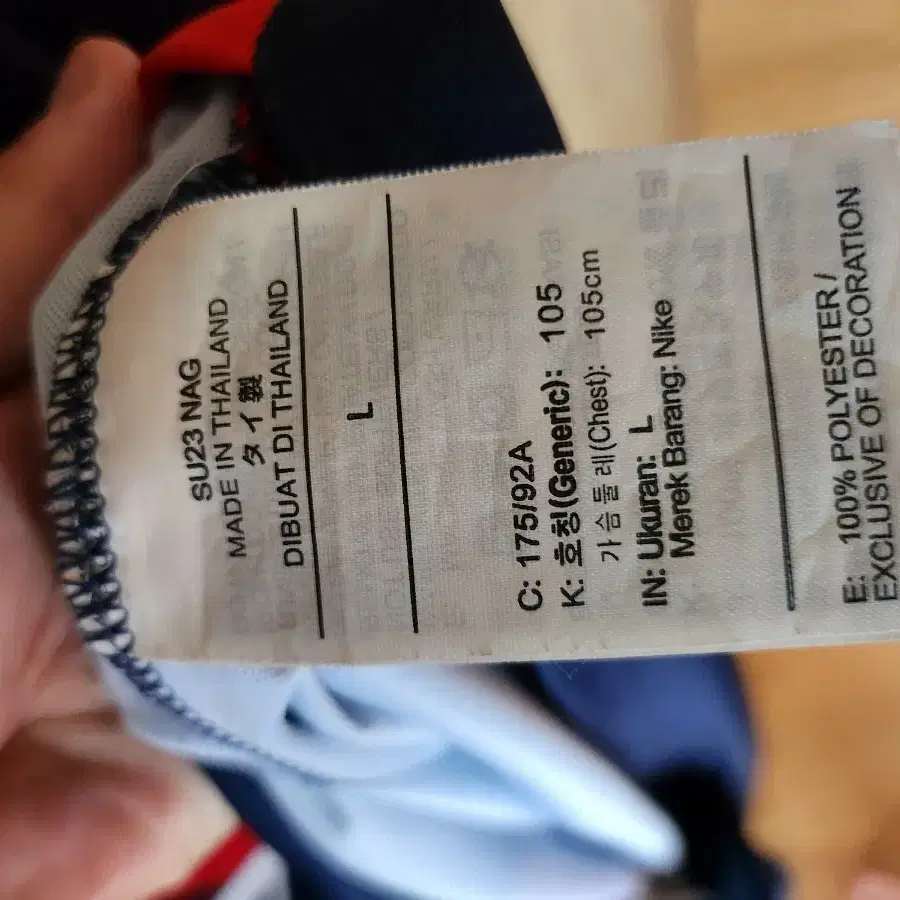 SU23 NAG
MADE IN THAILAND
タイ製
DIBUAT DI THAILAND
L
C: 175/92A
K: 호칭(Generic): 105
가슴둘레(Chest): 105cm
IN: Ukuran: L
Merek Barang: Nike
E: 100% POLYESTER /
EXCLUSIVE OF DECORATION